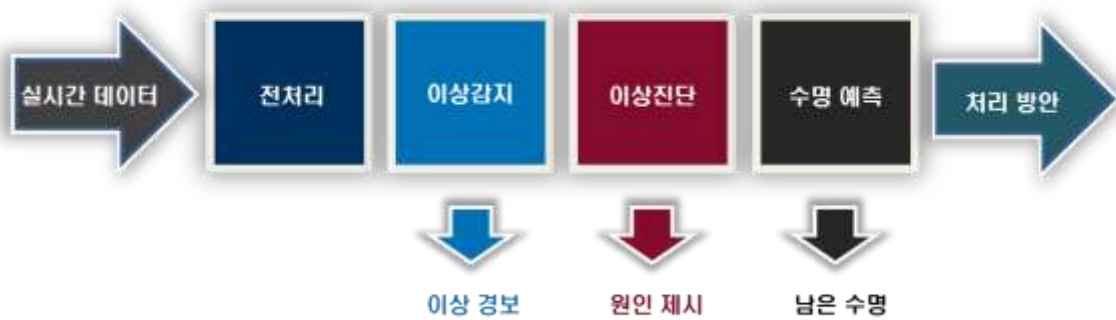 실시간 데이터
전처리
이상감지
이상진단
수명 예측
처리 방안
이상 경보
원인 제시
남은 수명